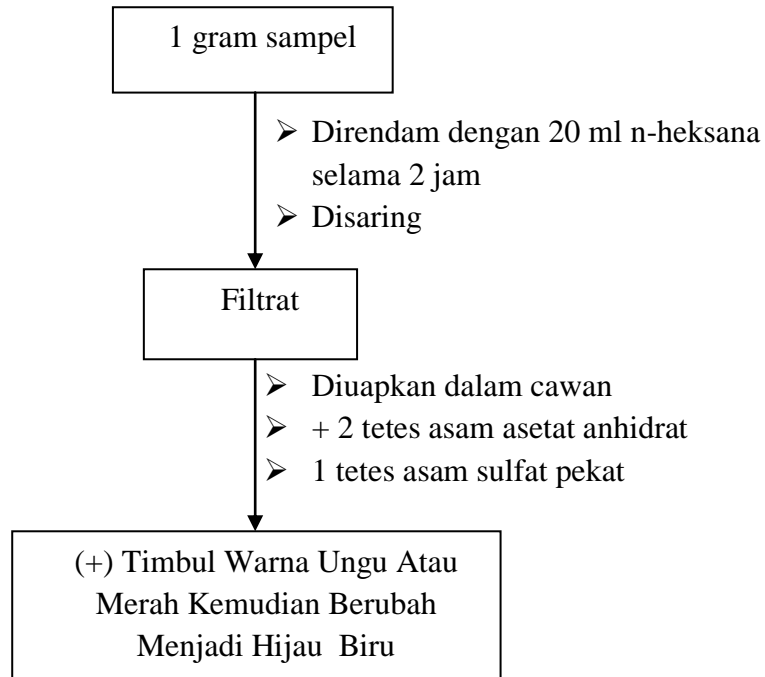 1 gram sampel
➢ Direndam dengan 20 ml n-heksana
selama 2 jam
➢ Disaring
Filtrat
➢ Diuapkan dalam cawan
➢ + 2 tetes asam asetat anhidrat
➢ 1 tetes asam sulfat pekat
(+) Timbul Warna Ungu Atau
Merah Kemudian Berubah
Menjadi Hijau Biru